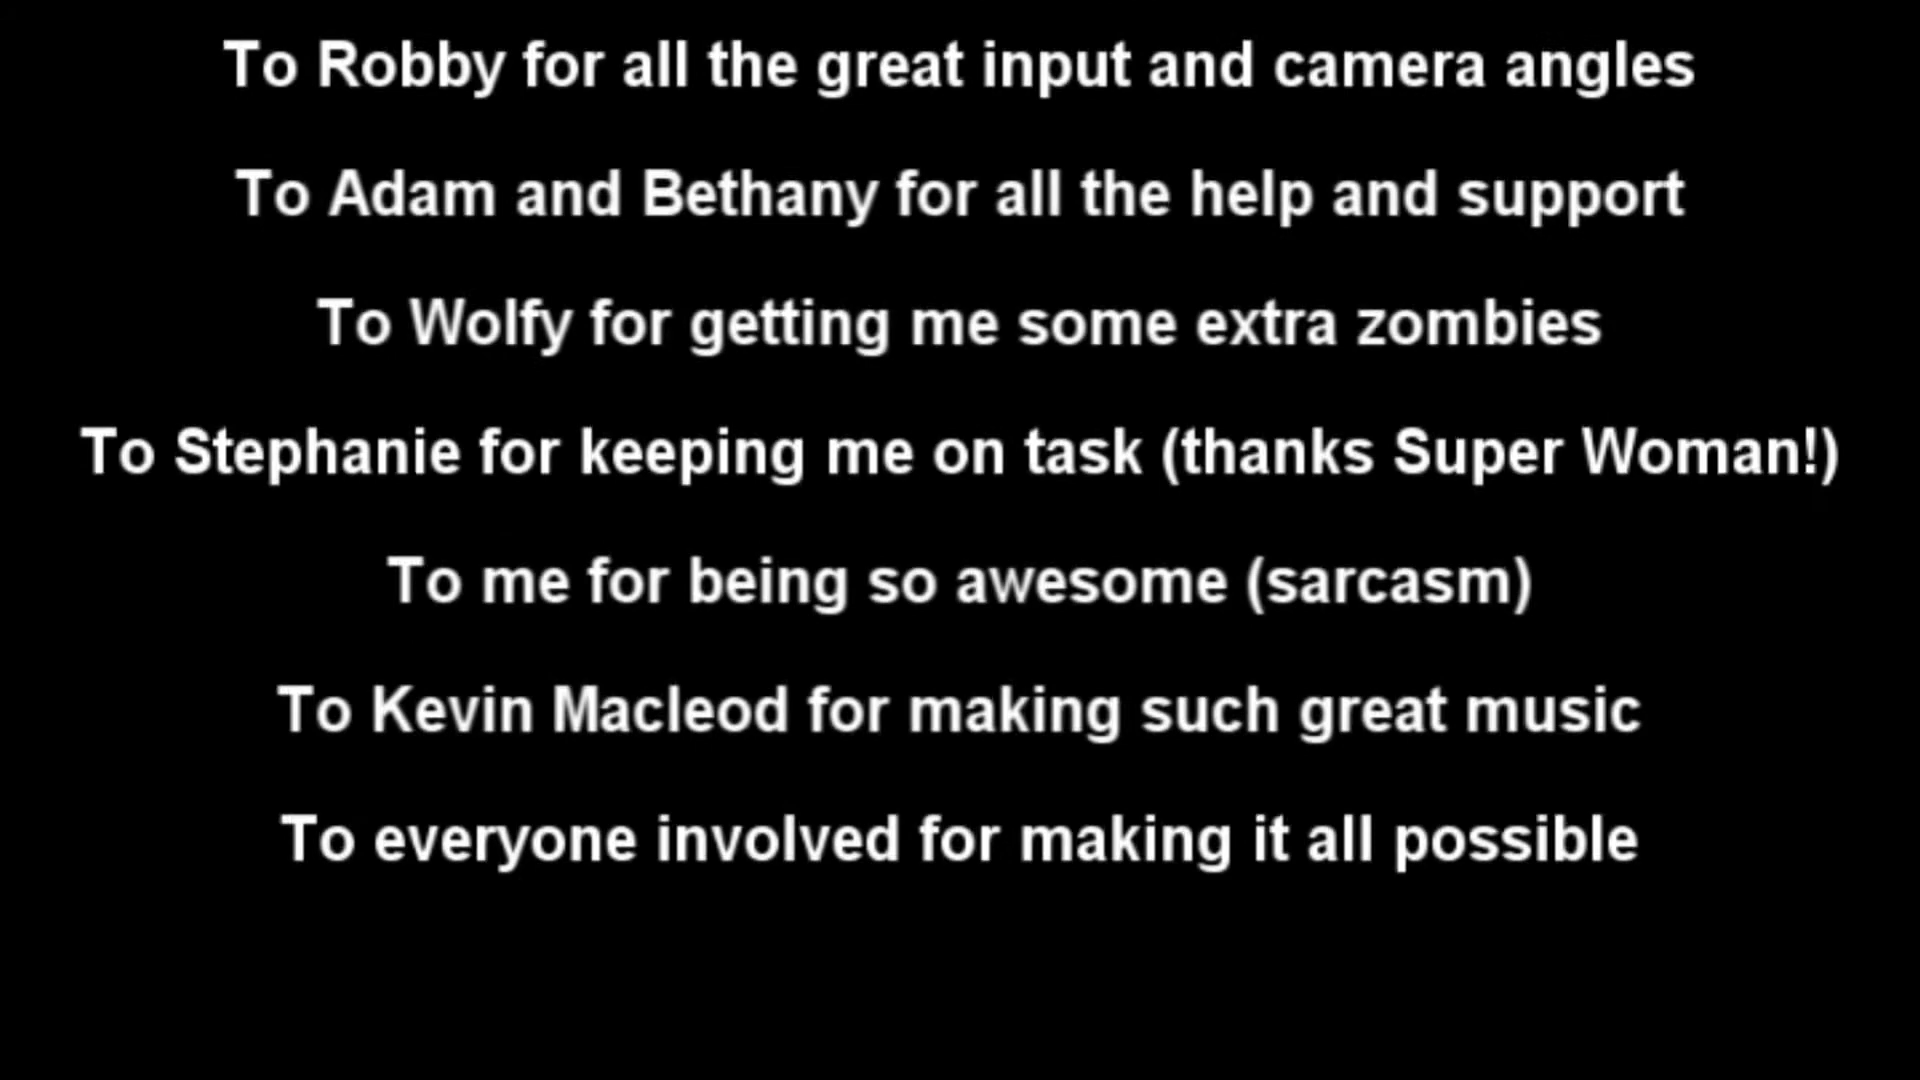 To Robby for all the great input and camera angles
To Adam and Bethany for all the help and support
To Wolfy for getting me some extra zombies
To Stephanie for keeping me on task (thanks Super Woman!)
To me for being so awesome (sarcasm)
To Kevin Macleod for making such great music
To everyone involved for making it all possible